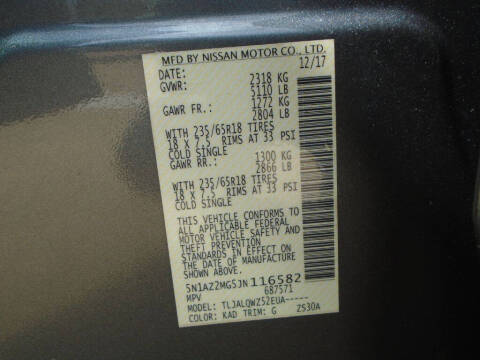 MFD BY NISSAN MOTOR CO., LTD.
DATE: 12/17
GVWR: 2318 KG
5110 LB
GAWR FR.: 1272 KG
2804 LB
WITH 235/65R18 TIRES
18 X 7.5 RIMS AT 33 PSI
COLD SINGLE
GAWR RR.: 1300 KG
2866 LB
WITH 235/65R18 TIRES
18 X 7.5 RIMS AT 33 PSI
COLD SINGLE
THIS VEHICLE CONFORMS TO
ALL APPLICABLE FEDERAL
MOTOR VEHICLE SAFETY AND
THEFT PREVENTION
STANDARDS IN EFFECT ON
THE DATE OF MANUFACTURE
SHOWN ABOVE.
5N1AZ2MG5JN116582
MPV 687571
MODEL: TLJALQWZ52EUA-----
COLOR: KAD TRIM: G Z530A